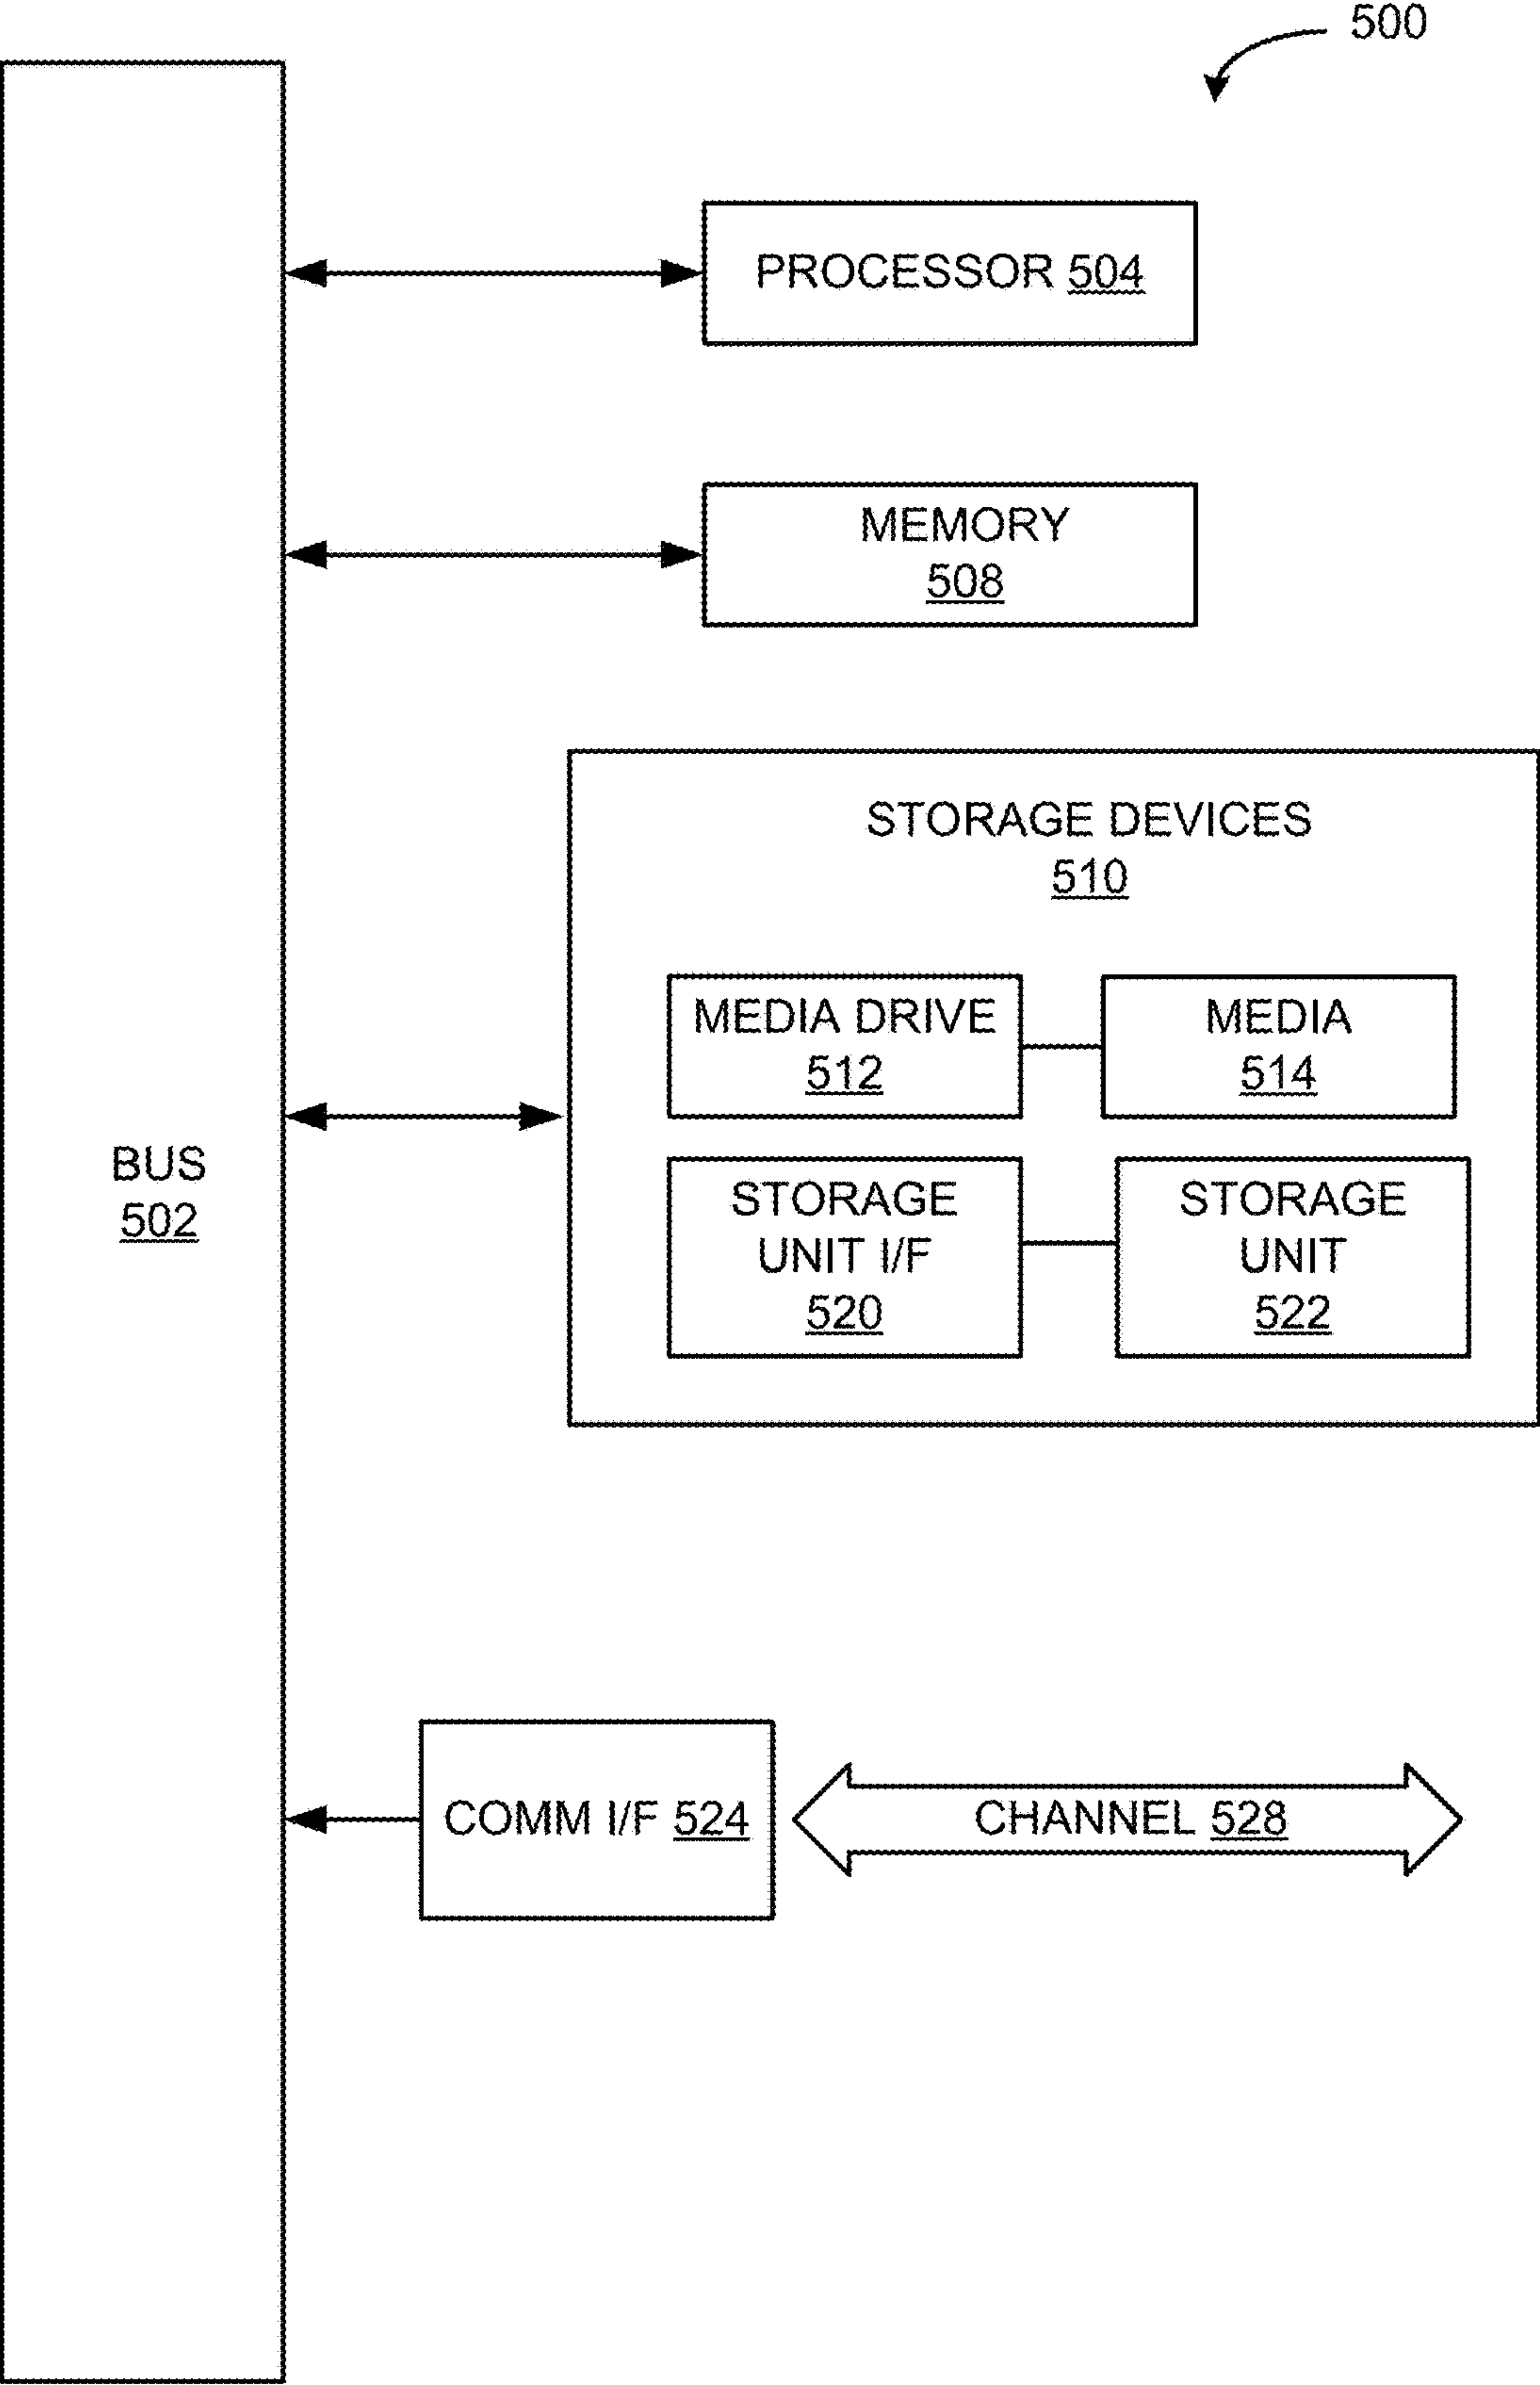 500
PROCESSOR 504
MEMORY
508
STORAGE DEVICES
510
MEDIA DRIVE
512
MEDIA
514
BUS
502
STORAGE
UNIT I/F
520
STORAGE
UNIT
522
COMM I/F 524
CHANNEL 528